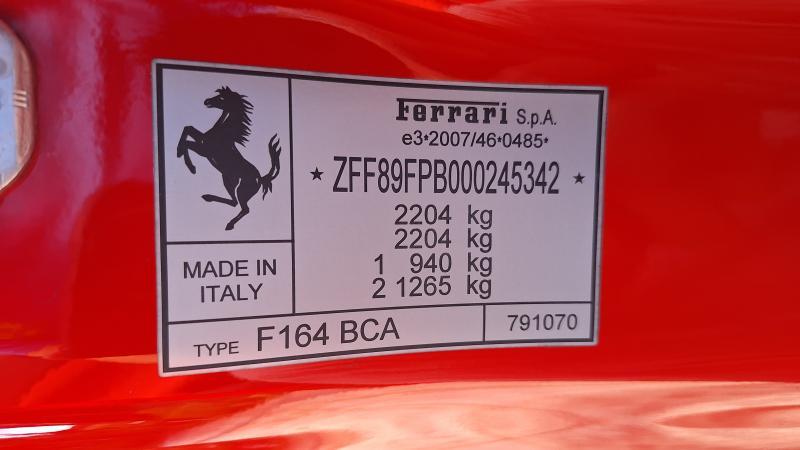 Ferrari S.p.A.
e3*2007/46*0485*
* ZFF89FPB000245342 *
2204 kg
2204 kg
1 940 kg
2 1265 kg
MADE IN
ITALY
TYPE F164 BCA
791070